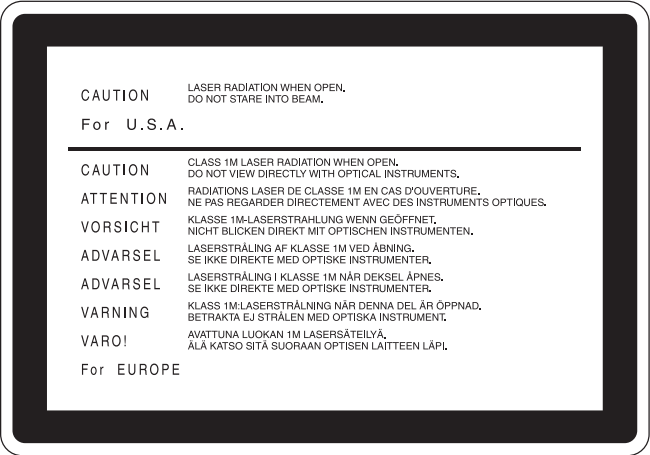 CAUTION LASER RADIATION WHEN OPEN.
DO NOT STARE INTO BEAM.
For U.S.A.
CAUTION CLASS 1M LASER RADIATION WHEN OPEN.
DO NOT VIEW DIRECTLY WITH OPTICAL INSTRUMENTS.
ATTENTION RADIATIONS LASER DE CLASSE 1M EN CAS D'OUVERTURE.
NE PAS REGARDER DIRECTEMENT AVEC DES INSTRUMENTS OPTIQUES.
VORSICHT KLASSE 1M-LASERSTRAHLUNG WENN GEÖFFNET.
NICHT BLICKEN DIREKT MIT OPTISCHEN INSTRUMENTEN.
ADVARSEL LASERSTRÅLING AF KLASSE 1M VED ÅBNING.
SE IKKE DIREKTE MED OPTISKE INSTRUMENTER.
ADVARSEL LASERSTRÅLING I KLASSE 1M NÅR DEKSEL ÅPNES.
SE IKKE DIREKTE MED OPTISKE INSTRUMENTER.
VARNING KLASS 1M:LASERSTRÅLNING NÄR DENNA DEL ÄR ÖPPNAD.
BETRAKTA EJ STRÅLEN MED OPTISKA INSTRUMENT.
VARO! AVATTUNA LUOKAN 1M LASERSÄTEILYÄ.
ÄLÄ KATSO SITÄ SUORAAN OPTISEN LAITTEEN LÄPI.
For EUROPE